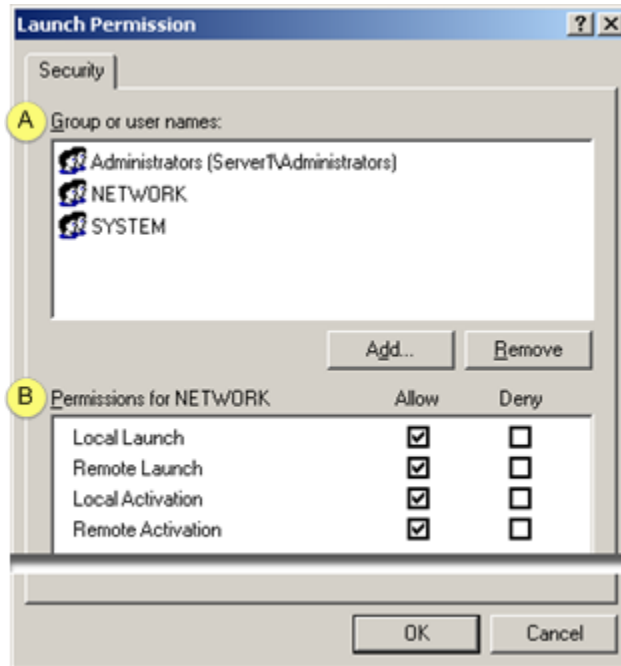 Launch Permission
Security
A
Group or user names:
Administrators (Server1\Administrators)
NETWORK
SYSTEM
Add... Remove
B
Permissions for NETWORK Allow Deny
Local Launch
Remote Launch
Local Activation
Remote Activation
OK Cancel